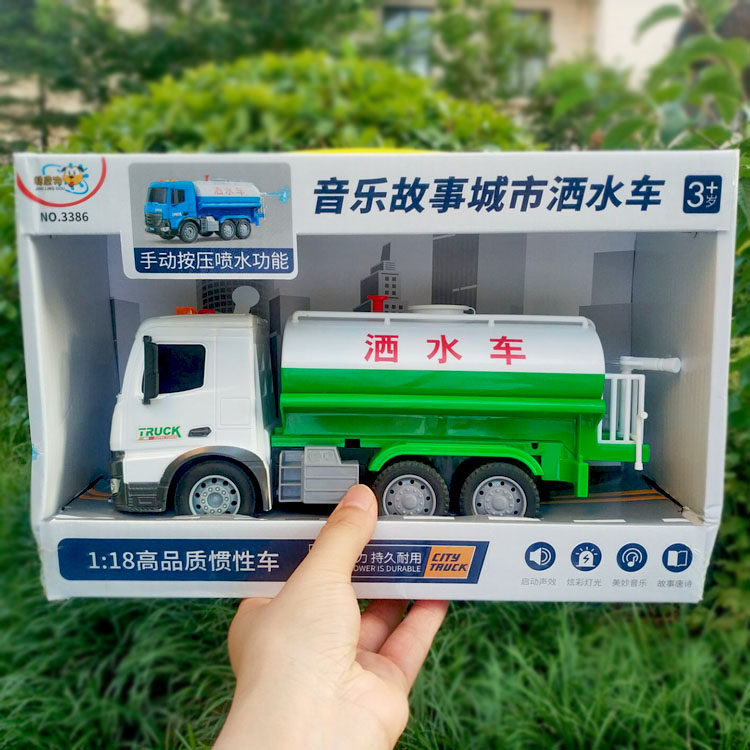 NO.3386
洒水车
手动按压喷水功能
音乐故事城市洒水车
3+
岁
洒水车
TRUCK
1:18高品质惯性车
力 持久耐用
OWER IS DURABLE
CITY
TRUCK
启动声效
炫彩灯光
美妙音乐
故事唐诗